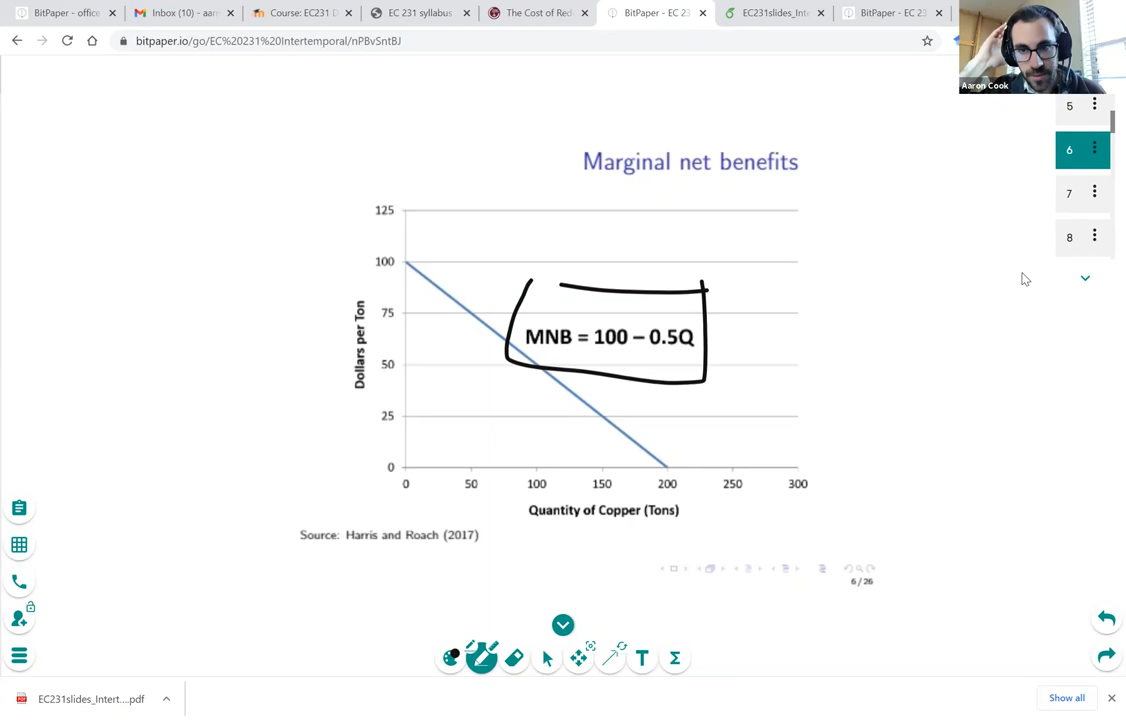 BitPaper - office
Inbox (10) - aar
Course: EC231 D
EC 231 syllabus
The Cost of Red
BitPaper - EC 23
EC231slides_Inte
BitPaper - EC 23
bitpaper.io/go/EC%20231%20Intertemporal/nPBvSntBJ
Aaron Cook
5
6
7
8
Marginal net benefits
125
100
75
50
25
0
Dollars per Ton
MNB = 100 – 0.5Q
0 50 100 150 200 250 300
Quantity of Copper (Tons)
Source: Harris and Roach (2017)
6/26
T
Σ
EC231slides_Intert....pdf
Show all